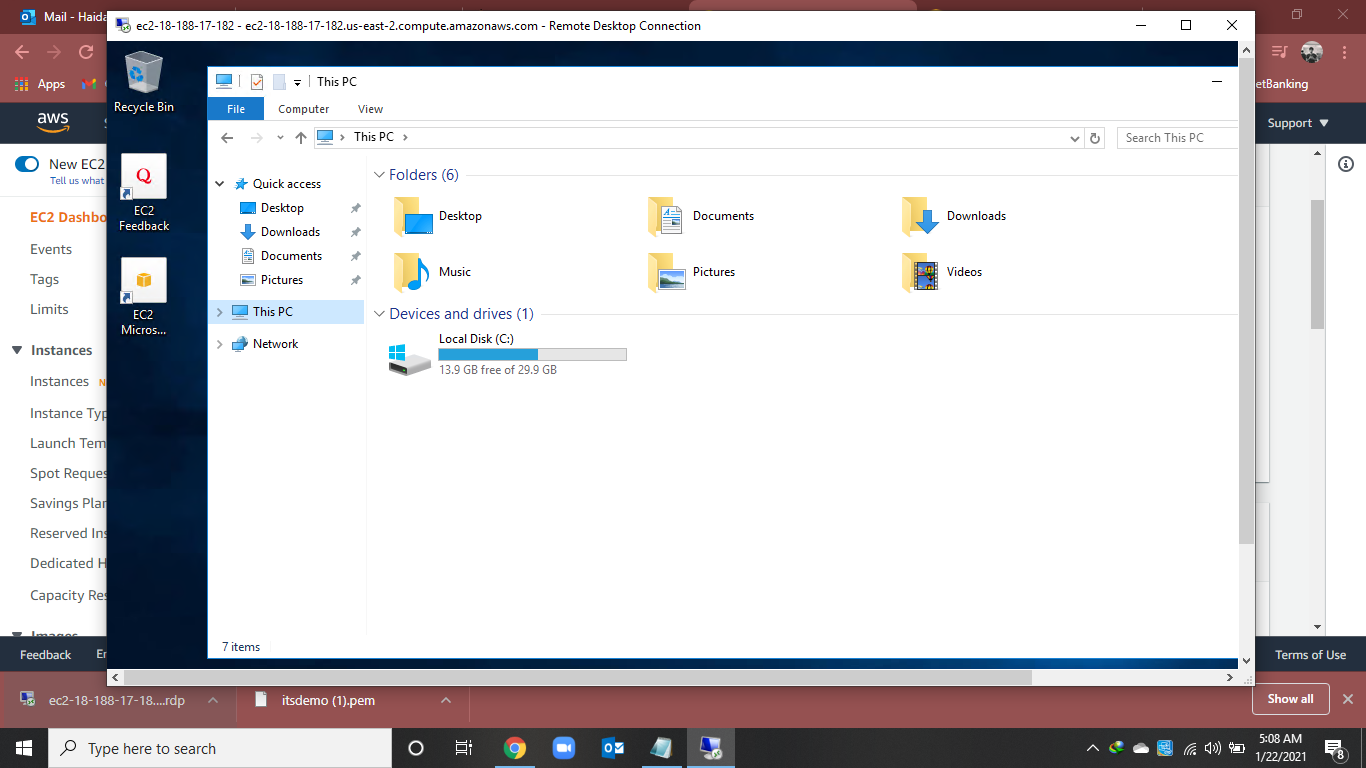 Mail - Haida
ec2-18-188-17-182 - ec2-18-188-17-182.us-east-2.compute.amazonaws.com - Remote Desktop Connection
Apps
etBanking
aws
S
Support
New EC2
Tell us what
EC2 Dashbo
Events
Tags
Limits
Instances
Instances N
Instance Typ
Launch Tem
Spot Reques
Savings Plan
Reserved Ins
Dedicated H
Capacity Res
Images
Recycle Bin
EC2
Feedback
EC2
Micros...
This PC
File
Computer
View
This PC
Search This PC
Quick access
Desktop
Downloads
Documents
Pictures
This PC
Network
Folders (6)
Desktop
Documents
Downloads
Music
Pictures
Videos
Devices and drives (1)
Local Disk (C:)
13.9 GB free of 29.9 GB
7 items
Feedback
En
Terms of Use
ec2-18-188-17-18....rdp
itsdemo (1).pem
Show all
Type here to search
5:08 AM
1/22/2021
8